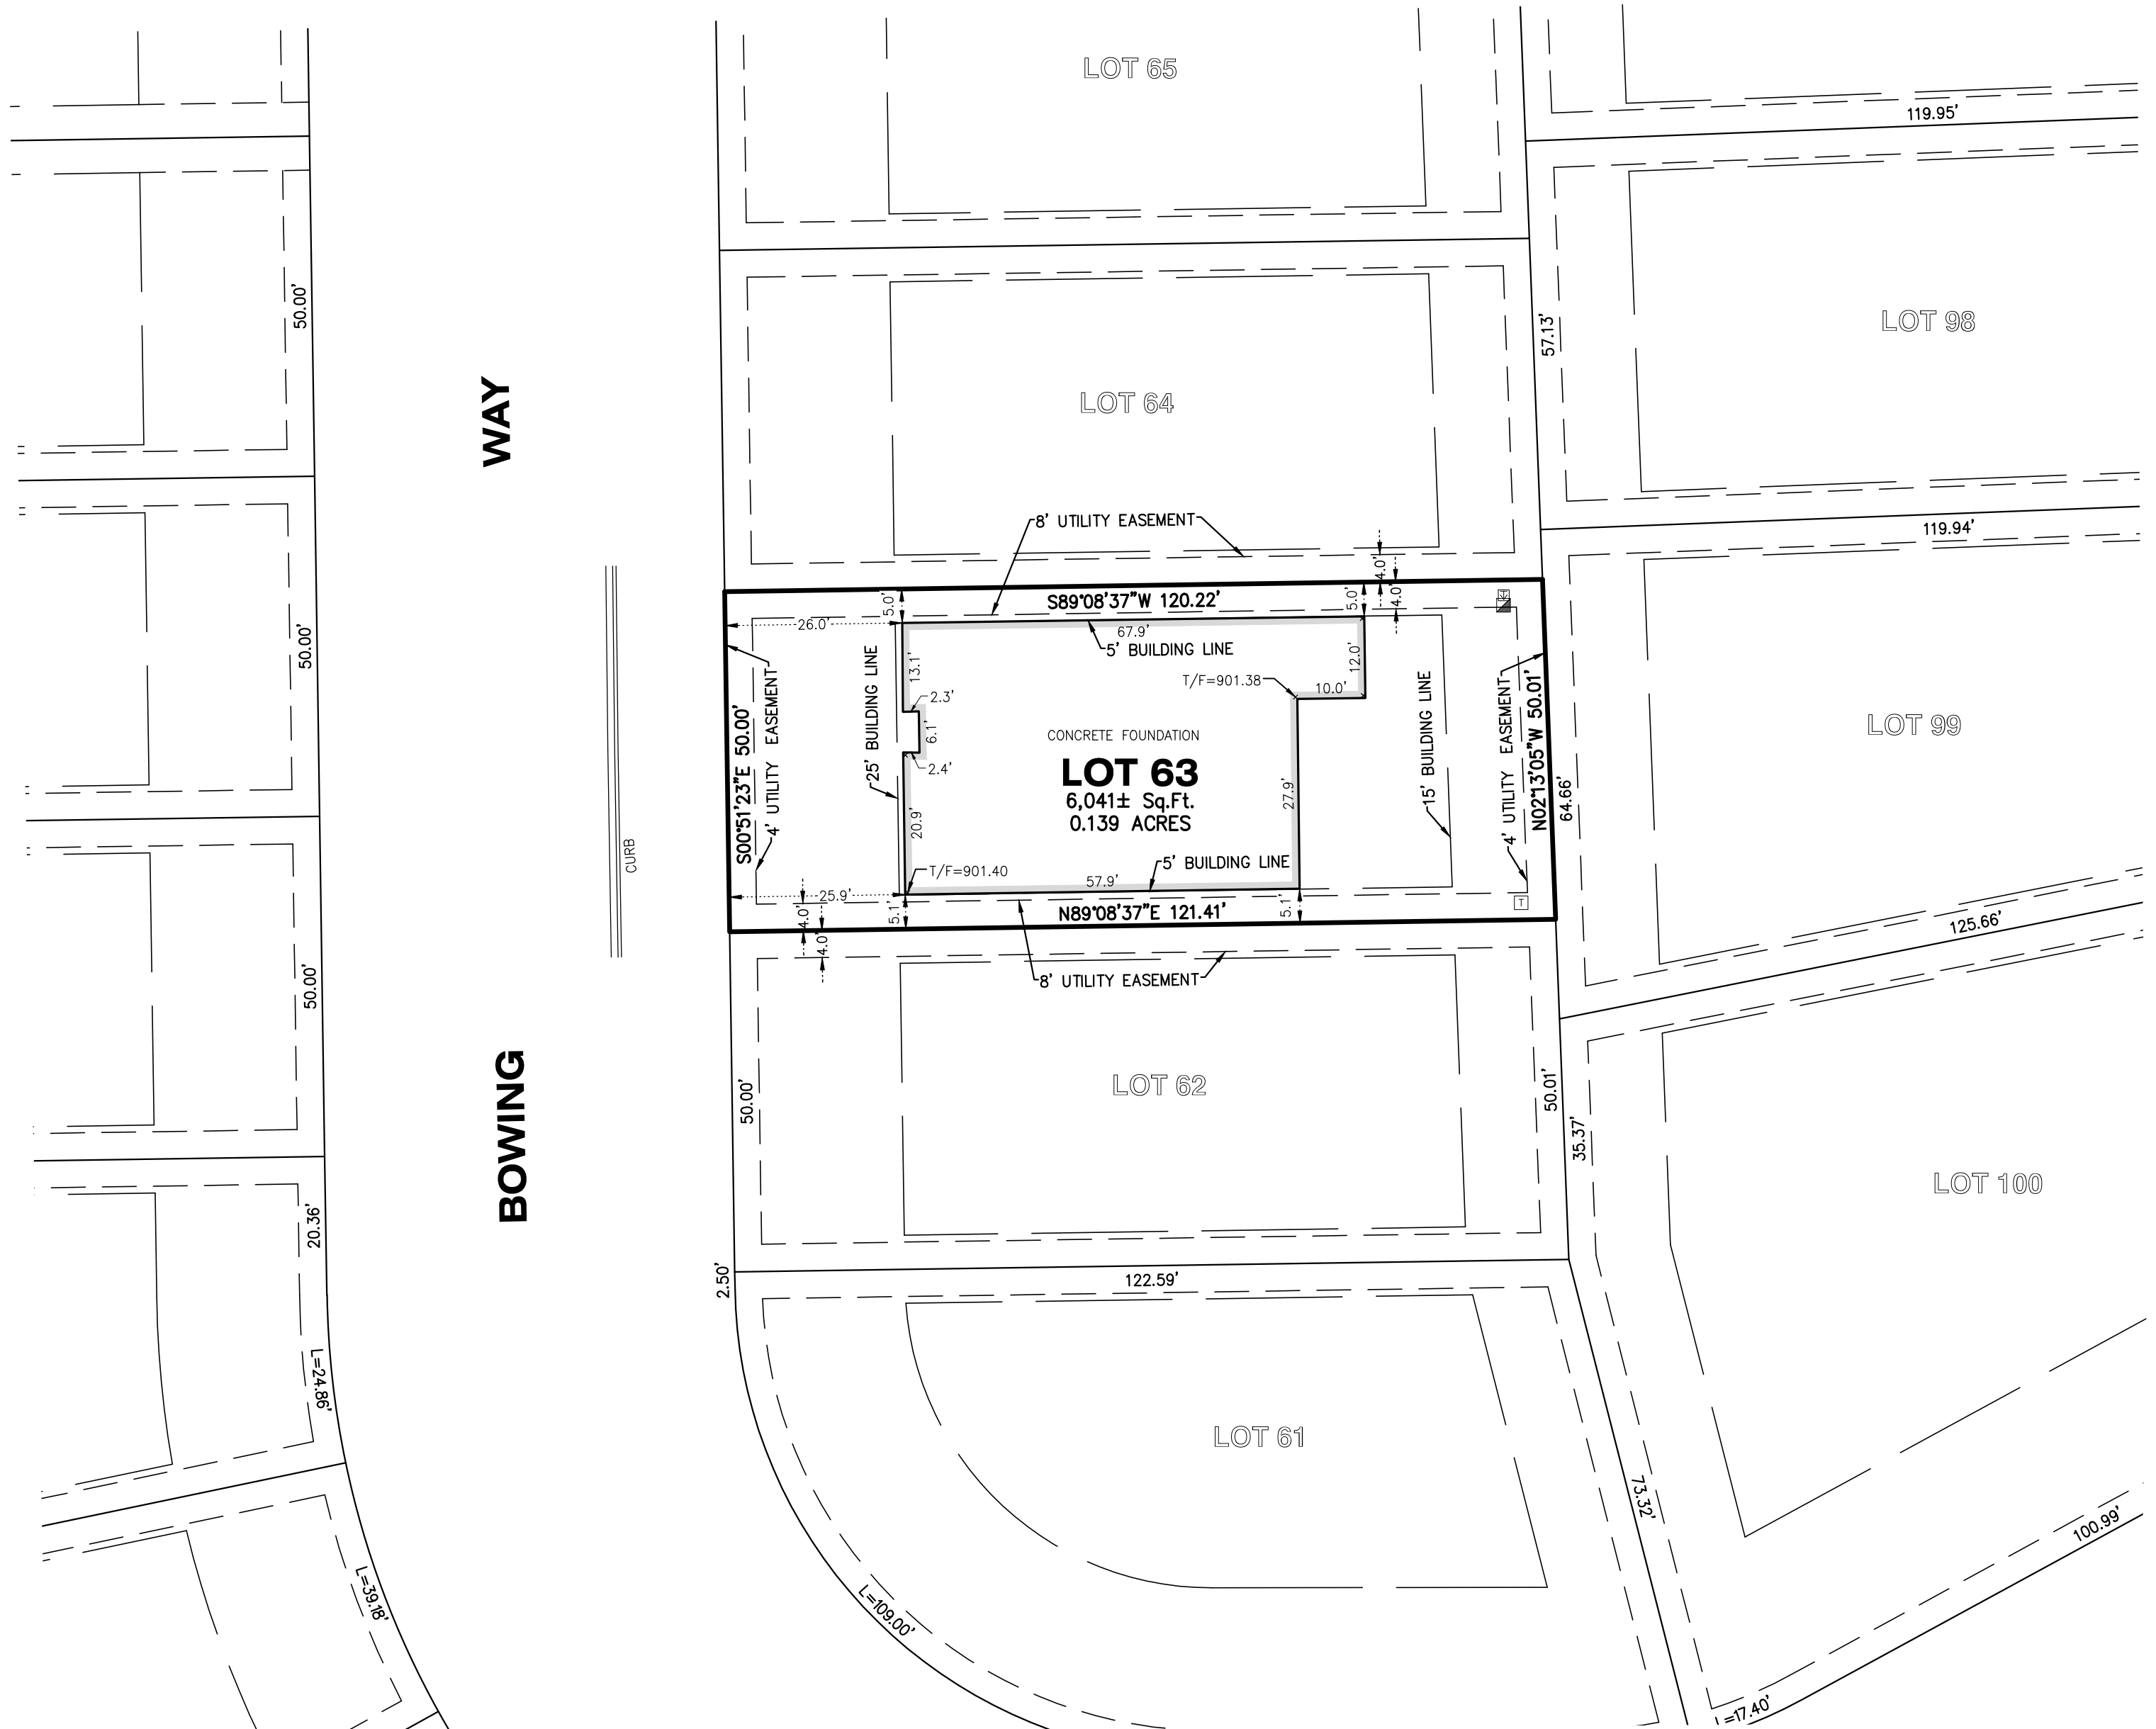 LOT 65
119.95'
50.00'
WAY
LOT 64
57.13'
LOT 98
8' UTILITY EASEMENT
119.94'
4.0'
4.0'
5.0'
S89°08'37"W 120.22'
5.0'
T
26.0'
67.9'
5' BUILDING LINE
50.00'
13.1'
12.0'
2.3'
T/F=901.38
10.0'
S00°51'23"E 50.00'
4' UTILITY EASEMENT
25' BUILDING LINE
6.1'
CONCRETE FOUNDATION
15' BUILDING LINE
4' UTILITY EASEMENT
N02°13'05"W 50.01'
LOT 99
2.4'
LOT 63
6,041± Sq.Ft.
0.139 ACRES
27.9'
64.66'
20.9'
CURB
T/F=901.40
5' BUILDING LINE
57.9'
25.9'
4.0'
4.0'
5.1'
N89°08'37"E 121.41'
5.1'
T
125.66'
8' UTILITY EASEMENT
50.00'
BOWING
50.00'
LOT 62
50.01'
35.37'
LOT 100
20.36'
2.50'
122.59'
L=24.86'
LOT 61
73.32'
100.99'
L=39.18'
L=109.00'
L=17.40'